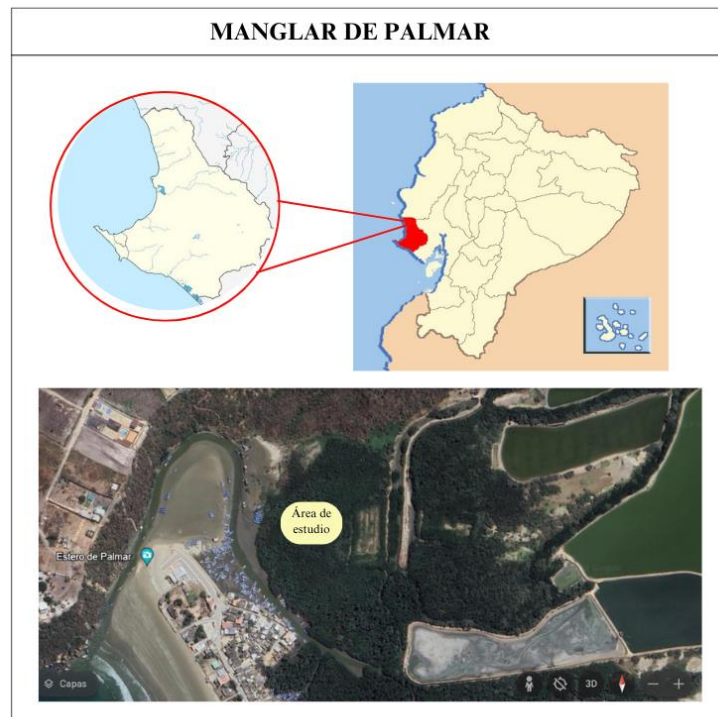 MANGLAR DE PALMAR
Área de
estudio
Estero de Palmar
Capas
3D